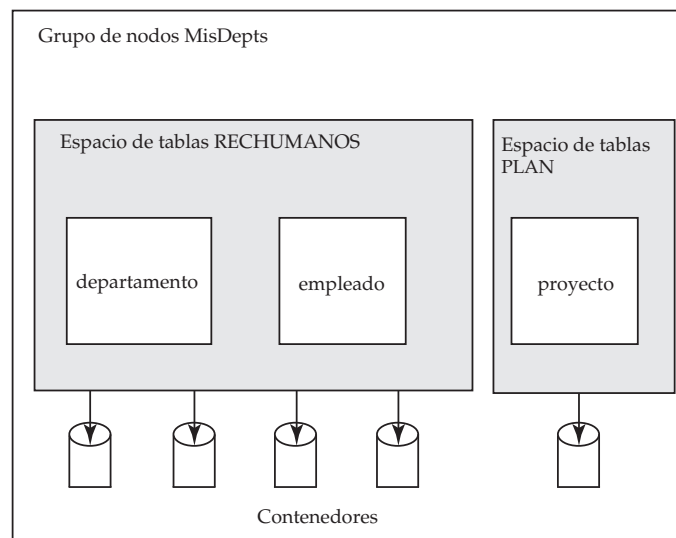 Grupo de nodos MisDepts
Espacio de tablas RECHUMANOS
Espacio de tablas
PLAN
departamento
empleado
proyecto
Contenedores